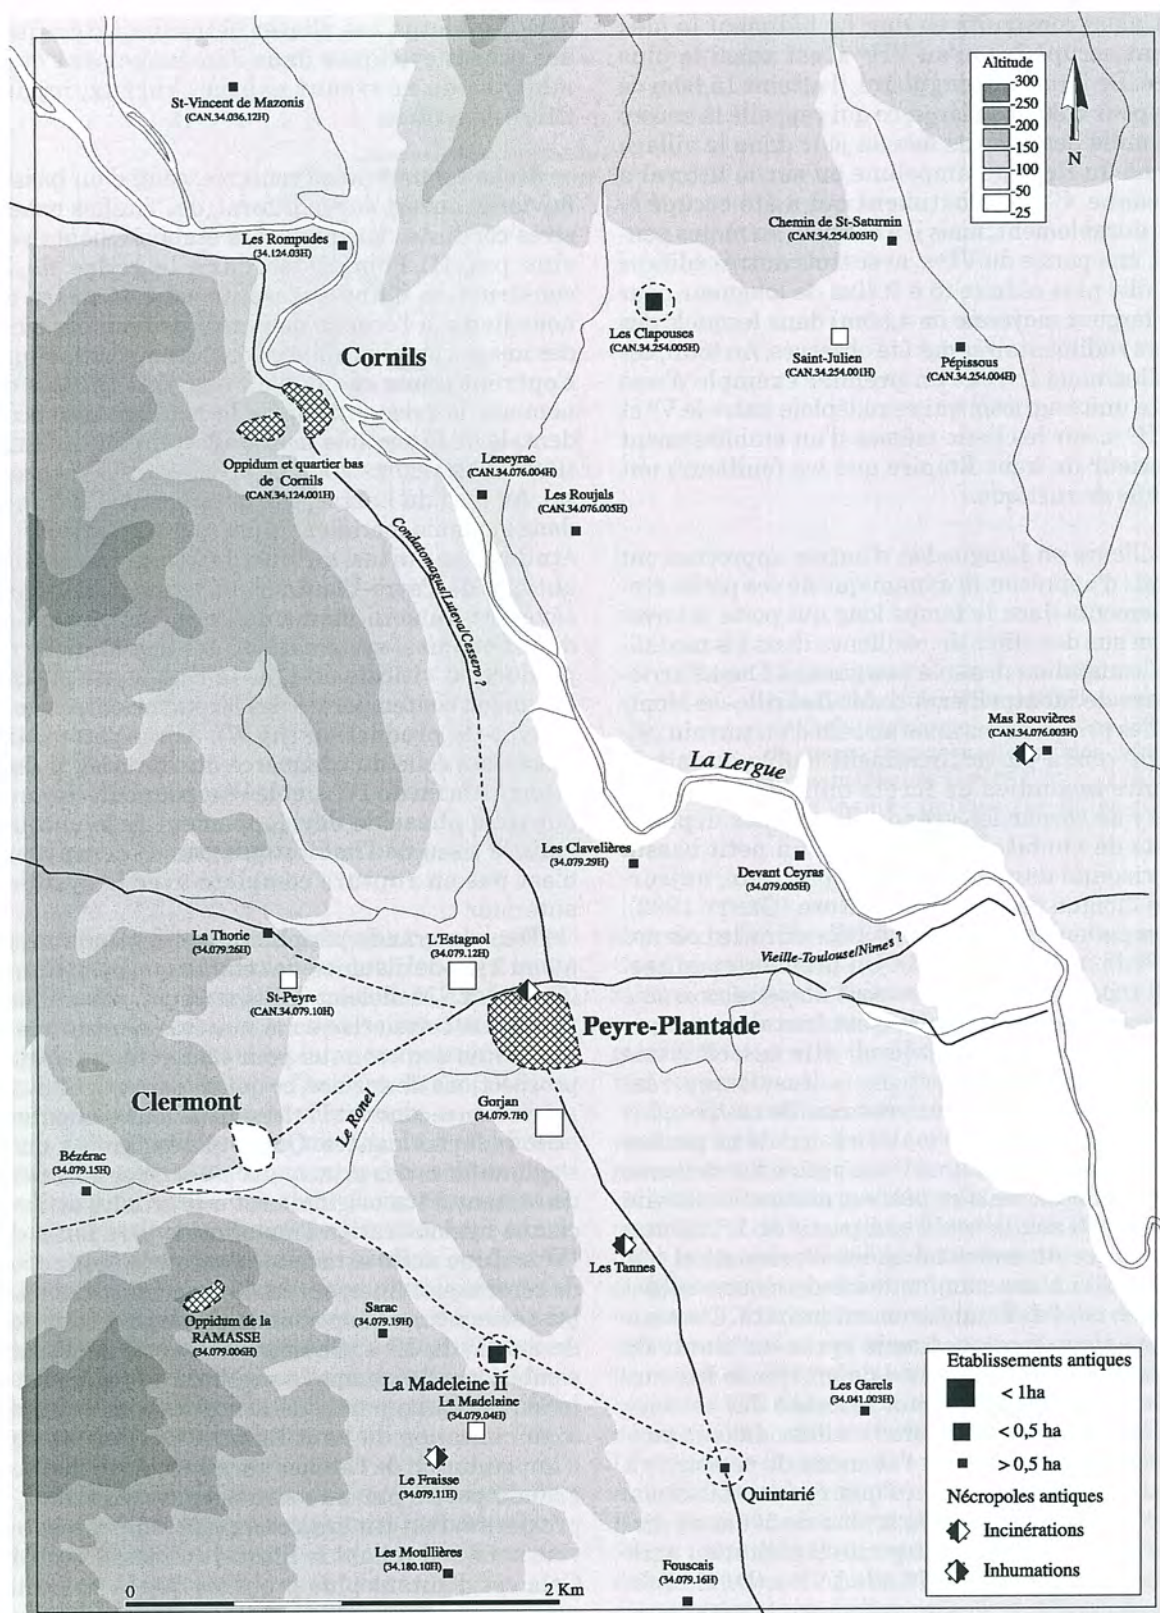 Altitude
-300
-250
-200
-150
-100
-50
-25
N
St-Vincent de Mazonis
(CAN.34.036.12H)
Les Rompudes
(34.124.03H)
Chemin de St-Saturnin
(CAN.34.254.003H)
Les Clapouses
(CAN.34.254.005H)
Saint-Julien
(CAN.34.254.001H)
Pépissous
(CAN.34.254.004H)
Cornils
Oppidum et quartier bas
de Cornils
(CAN.34.124.001H)
Leneyrac
(CAN.34.076.004H)
Les Roujals
(CAN.34.076.005H)
Condatomagus/Luteva/Cessero ?
Mas Rouvières
(CAN.34.076.003H)
La Lergue
Les Clavelières
(34.079.29H)
Devant Ceyras
(34.079.005H)
La Thorie
(34.079.26H)
L'Estagnol
(34.079.12H)
Vieille-Toulouse/Nimes ?
St-Peyre
(CAN.34.079.10H)
Peyre-Plantade
Clermont
Le Ronel
Gorjan
(34.079.7H)
Bézérac
(34.079.15H)
Les Tannes
Oppidum de la
RAMASSE
(34.079.006H)
Sarac
(34.079.19H)
La Madeleine II
La Madelaine
(34.079.04H)
Les Garels
(34.041.003H)
Le Fraisse
(34.079.11H)
Quintarié
Les Moullières
(34.180.10H)
Fouscais
(34.079.16H)
0 2 Km
Etablissements antiques
< 1ha
< 0,5 ha
> 0,5 ha
Nécropoles antiques
Incinérations
Inhumations